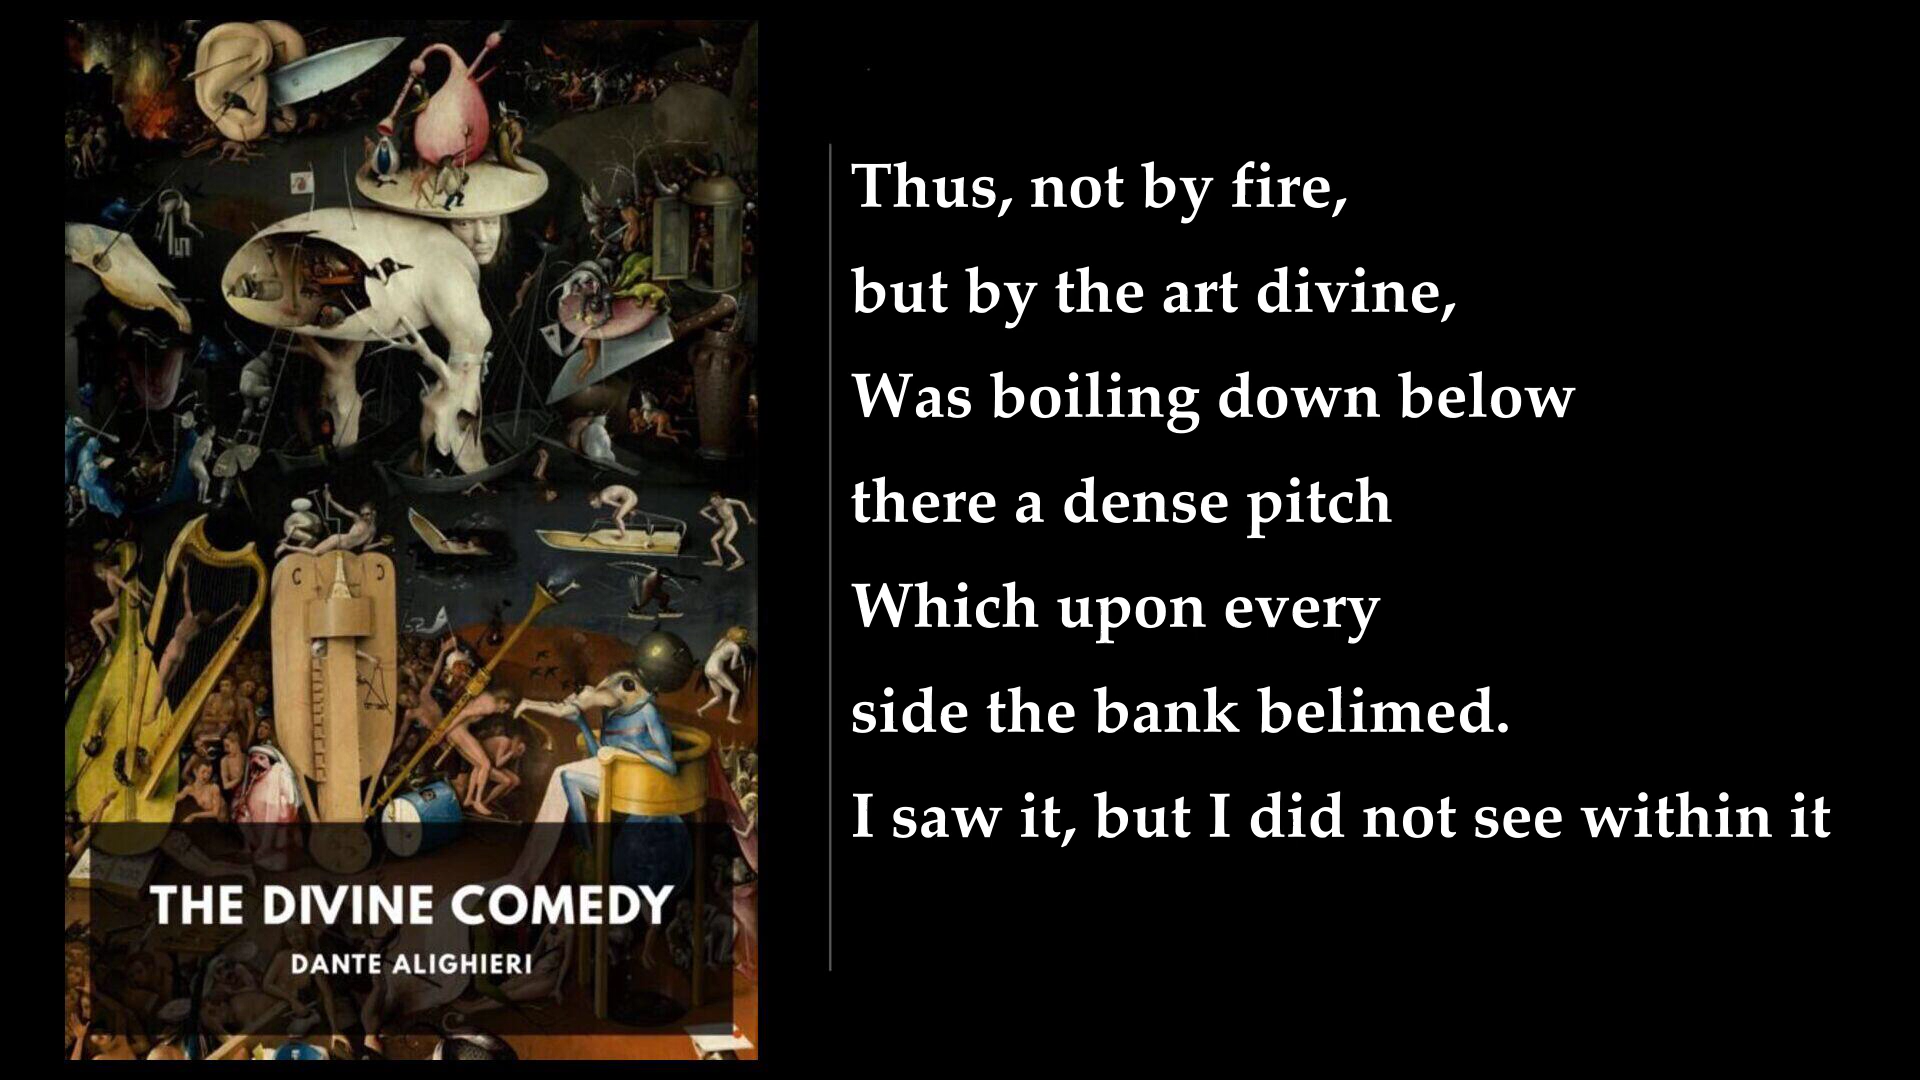 THE DIVINE COMEDY
DANTE ALIGHIERI
Thus, not by fire,
but by the art divine,
Was boiling down below
there a dense pitch
Which upon every
side the bank belimed.
I saw it, but I did not see within it